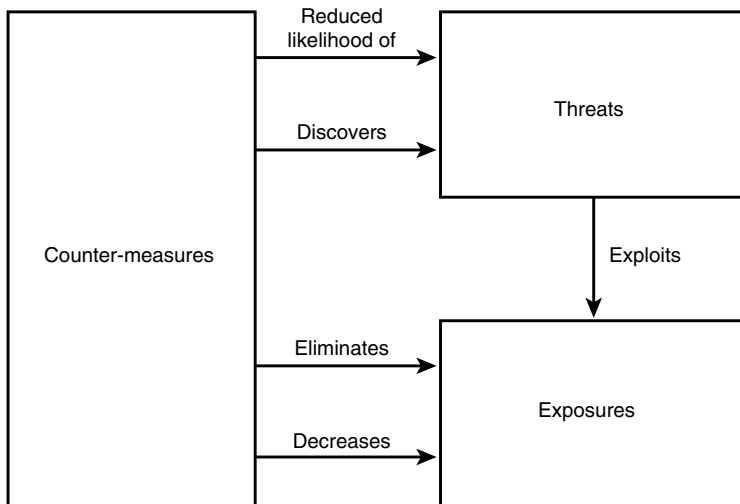 Reduced
likelihood of
Threats
Discovers
Counter-measures
Exploits
Eliminates
Exposures
Decreases